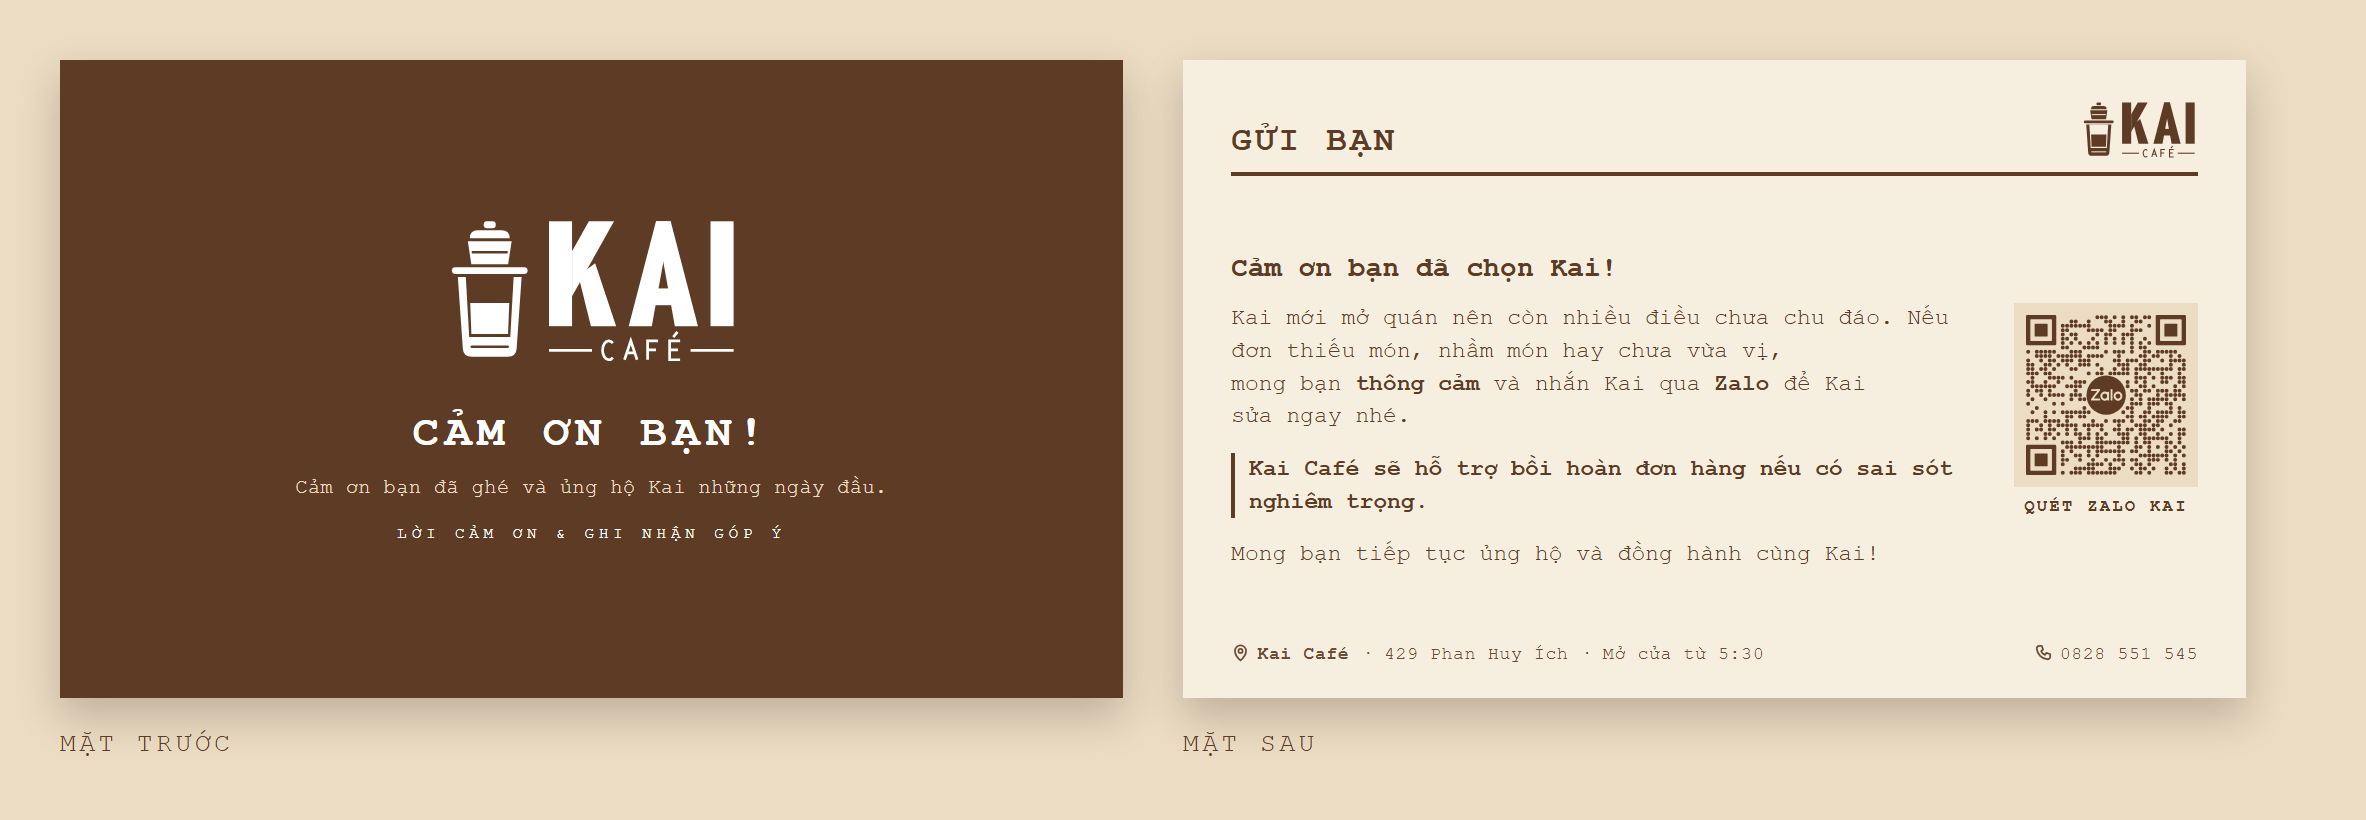 KAI
CAFÉ
CẢM ƠN BẠN!
Cảm ơn bạn đã ghé và ủng hộ Kai những ngày đầu.
LỜI CẢM ƠN & GHI NHẬN GÓP Ý
MẶT TRƯỚC
GỬI BẠN
KAI
CAFÉ
Cảm ơn bạn đã chọn Kai!
Kai mới mở quán nên còn nhiều điều chưa chu đáo. Nếu
đơn thiếu món, nhầm món hay chưa vừa vị,
mong bạn thông cảm và nhắn Kai qua Zalo để Kai
sửa ngay nhé.
Kai Café sẽ hỗ trợ bồi hoàn đơn hàng nếu có sai sót
nghiêm trọng.
Mong bạn tiếp tục ủng hộ và đồng hành cùng Kai!
Zalo
QUÉT ZALO KAI
Kai Café · 429 Phan Huy Ích · Mở cửa từ 5:30
0828 551 545
MẶT SAU